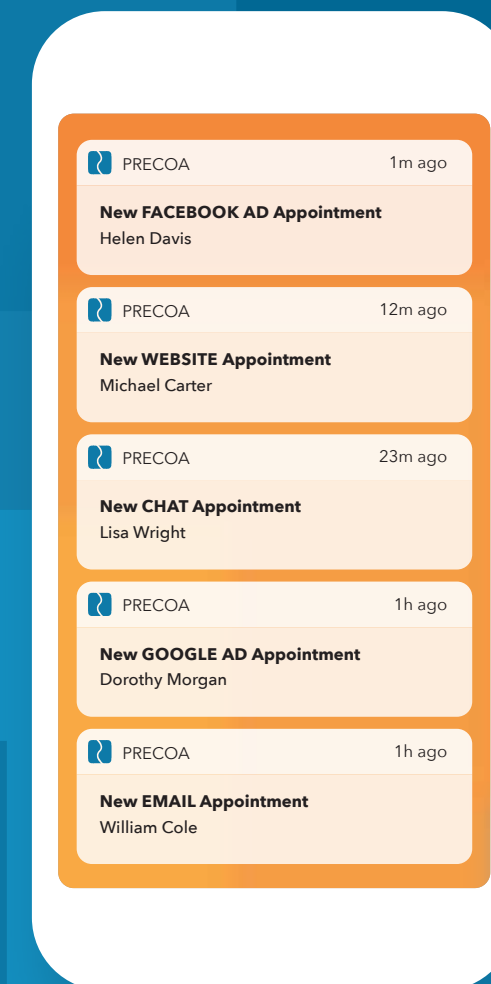 PRECOA 1m ago
New FACEBOOK AD Appointment
Helen Davis
PRECOA 12m ago
New WEBSITE Appointment
Michael Carter
PRECOA 23m ago
New CHAT Appointment
Lisa Wright
PRECOA 1h ago
New GOOGLE AD Appointment
Dorothy Morgan
PRECOA 1h ago
New EMAIL Appointment
William Cole